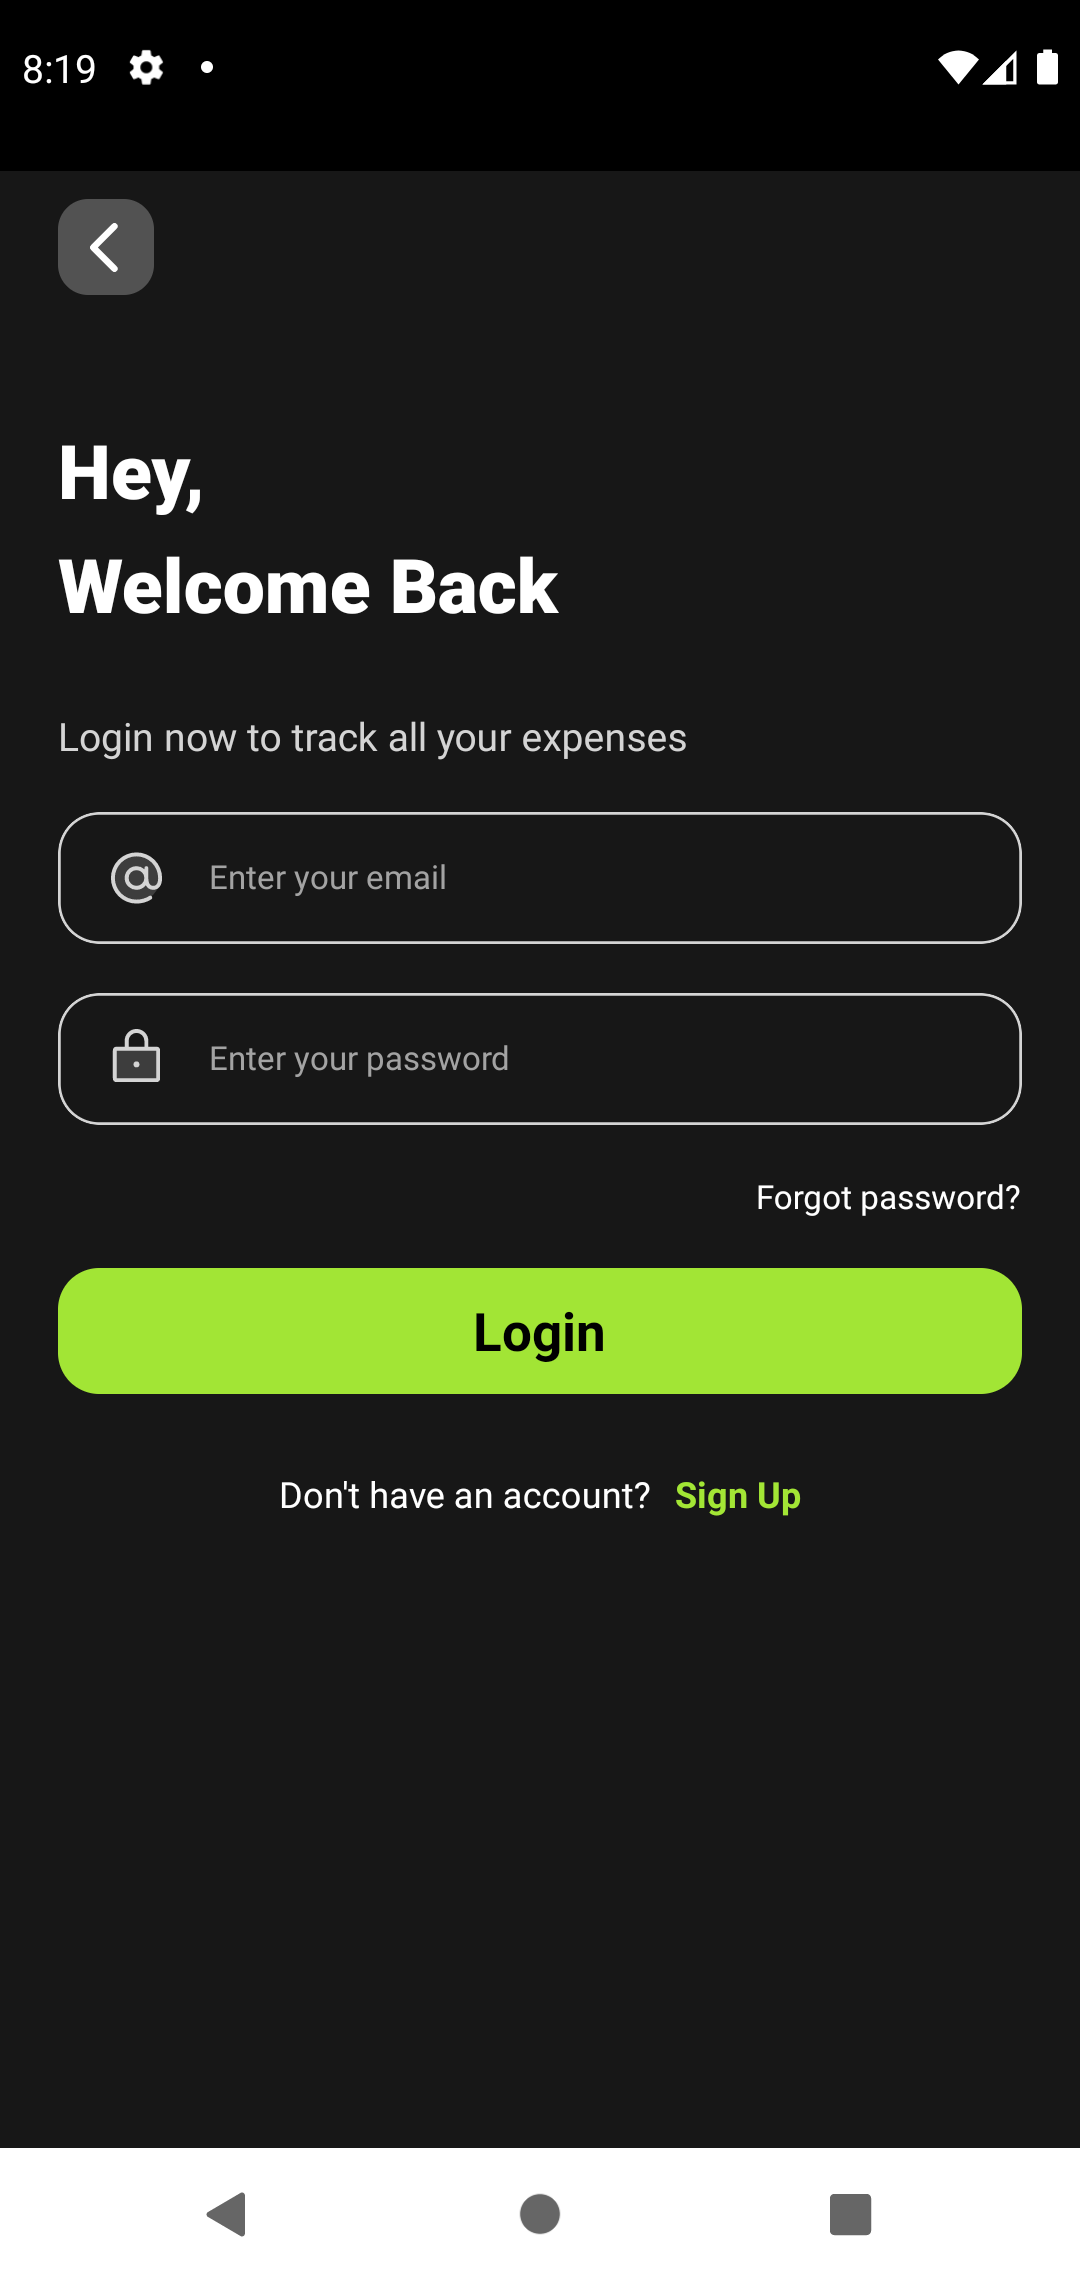 8:19
Hey,
Welcome Back
Login now to track all your expenses
Enter your email
Enter your password
Forgot password?
Login
Don't have an account? Sign Up